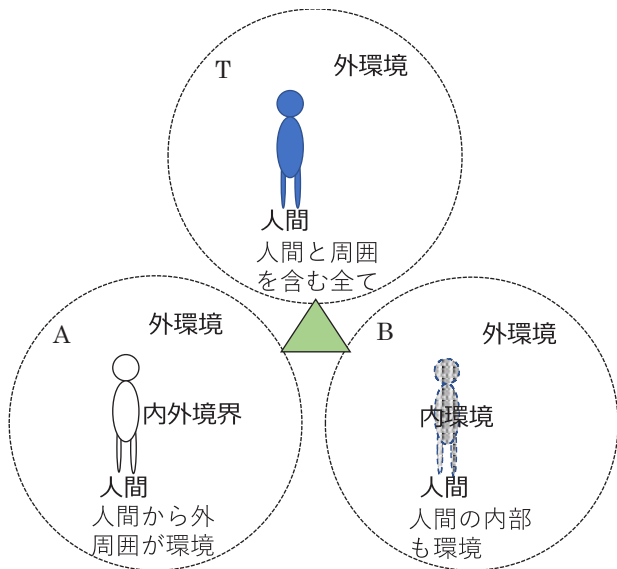 T
外環境
人間
人間と周囲
を含む全て
A
外環境
内外境界
人間
人間から外
周囲が環境
B
外環境
内環境
人間
人間の内部
も環境